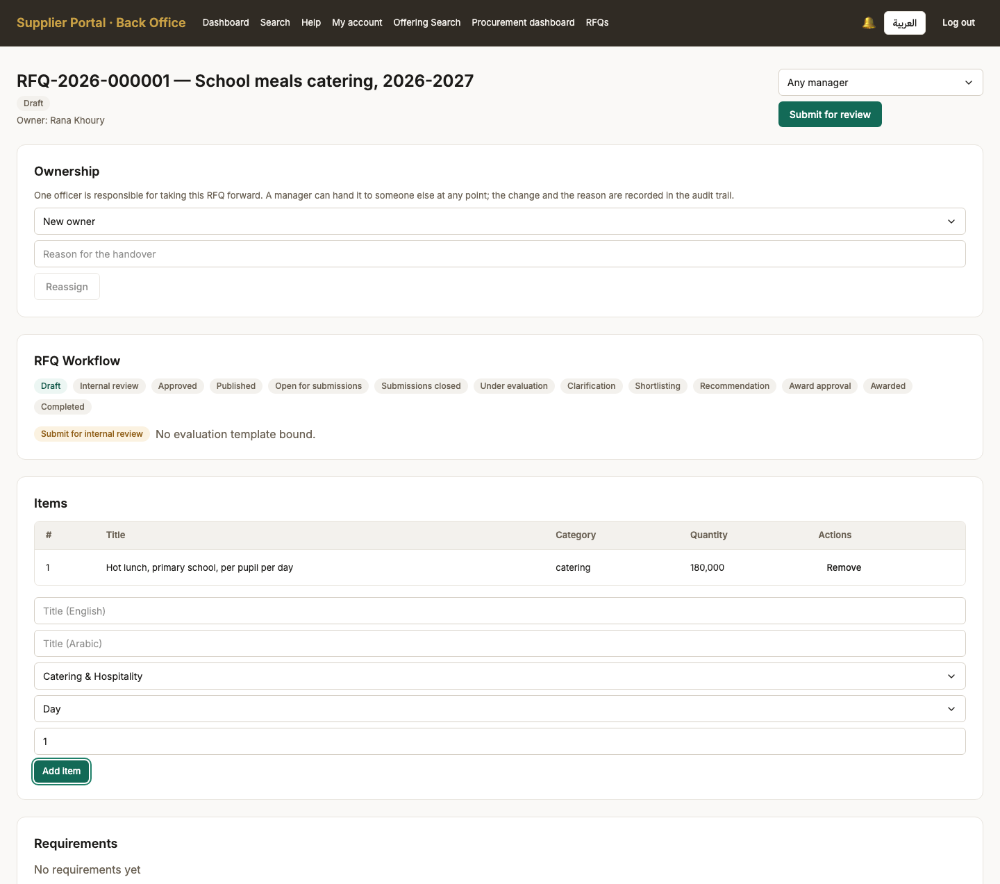 Supplier Portal · Back Office
Dashboard
Search
Help
My account
Offering Search
Procurement dashboard
RFQs
العربية
Log out
RFQ-2026-000001 — School meals catering, 2026-2027
Draft
Owner: Rana Khoury
Any manager
Submit for review
Ownership
One officer is responsible for taking this RFQ forward. A manager can hand it to someone else at any point; the change and the reason are recorded in the audit trail.
New owner
Reason for the handover
Reassign
RFQ Workflow
Draft
Internal review
Approved
Published
Open for submissions
Submissions closed
Under evaluation
Clarification
Shortlisting
Recommendation
Award approval
Awarded
Completed
Submit for internal review
No evaluation template bound.
Items
# Title Category Quantity Actions
1 Hot lunch, primary school, per pupil per day catering 180,000 Remove
Title (English)
Title (Arabic)
Catering & Hospitality
Day
1
Add item
Requirements
No requirements yet